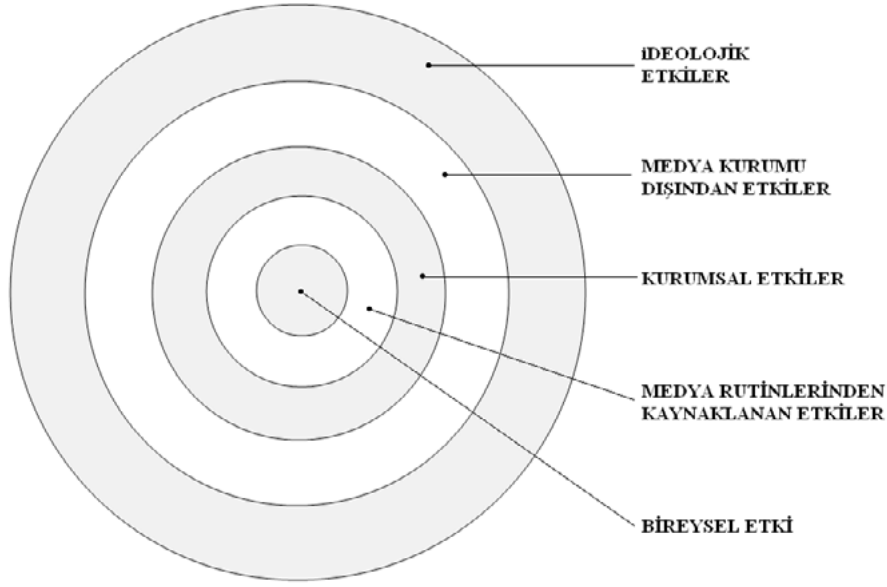 iDEOLOJİK
ETKİLER
MEDYA KURUMU
DIŞINDAN ETKİLER
KURUMSAL ETKİLER
MEDYA RUTİNLERİNDEN
KAYNAKLANAN ETKİLER
BİREYSEL ETKİ